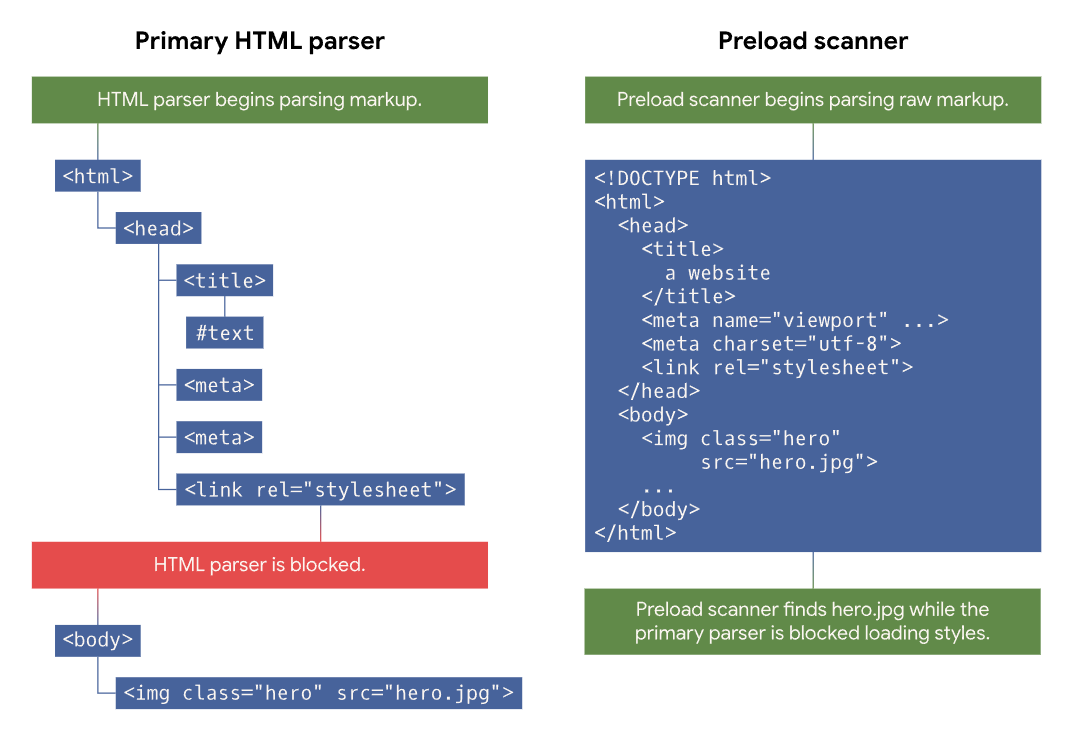 Primary HTML parser
HTML parser begins parsing markup.
<html>
<head>
<title>
#text
<meta>
<meta>
<link rel="stylesheet">
HTML parser is blocked.
<body>
<img class="hero" src="hero.jpg">
Preload scanner
Preload scanner begins parsing raw markup.
<!DOCTYPE html>
<html>
<head>
<title>
a website
</title>
<meta name="viewport" ...>
<meta charset="utf-8">
<link rel="stylesheet">
</head>
<body>
<img class="hero"
src="hero.jpg">
...
</body>
</html>
Preload scanner finds hero.jpg while the
primary parser is blocked loading styles.